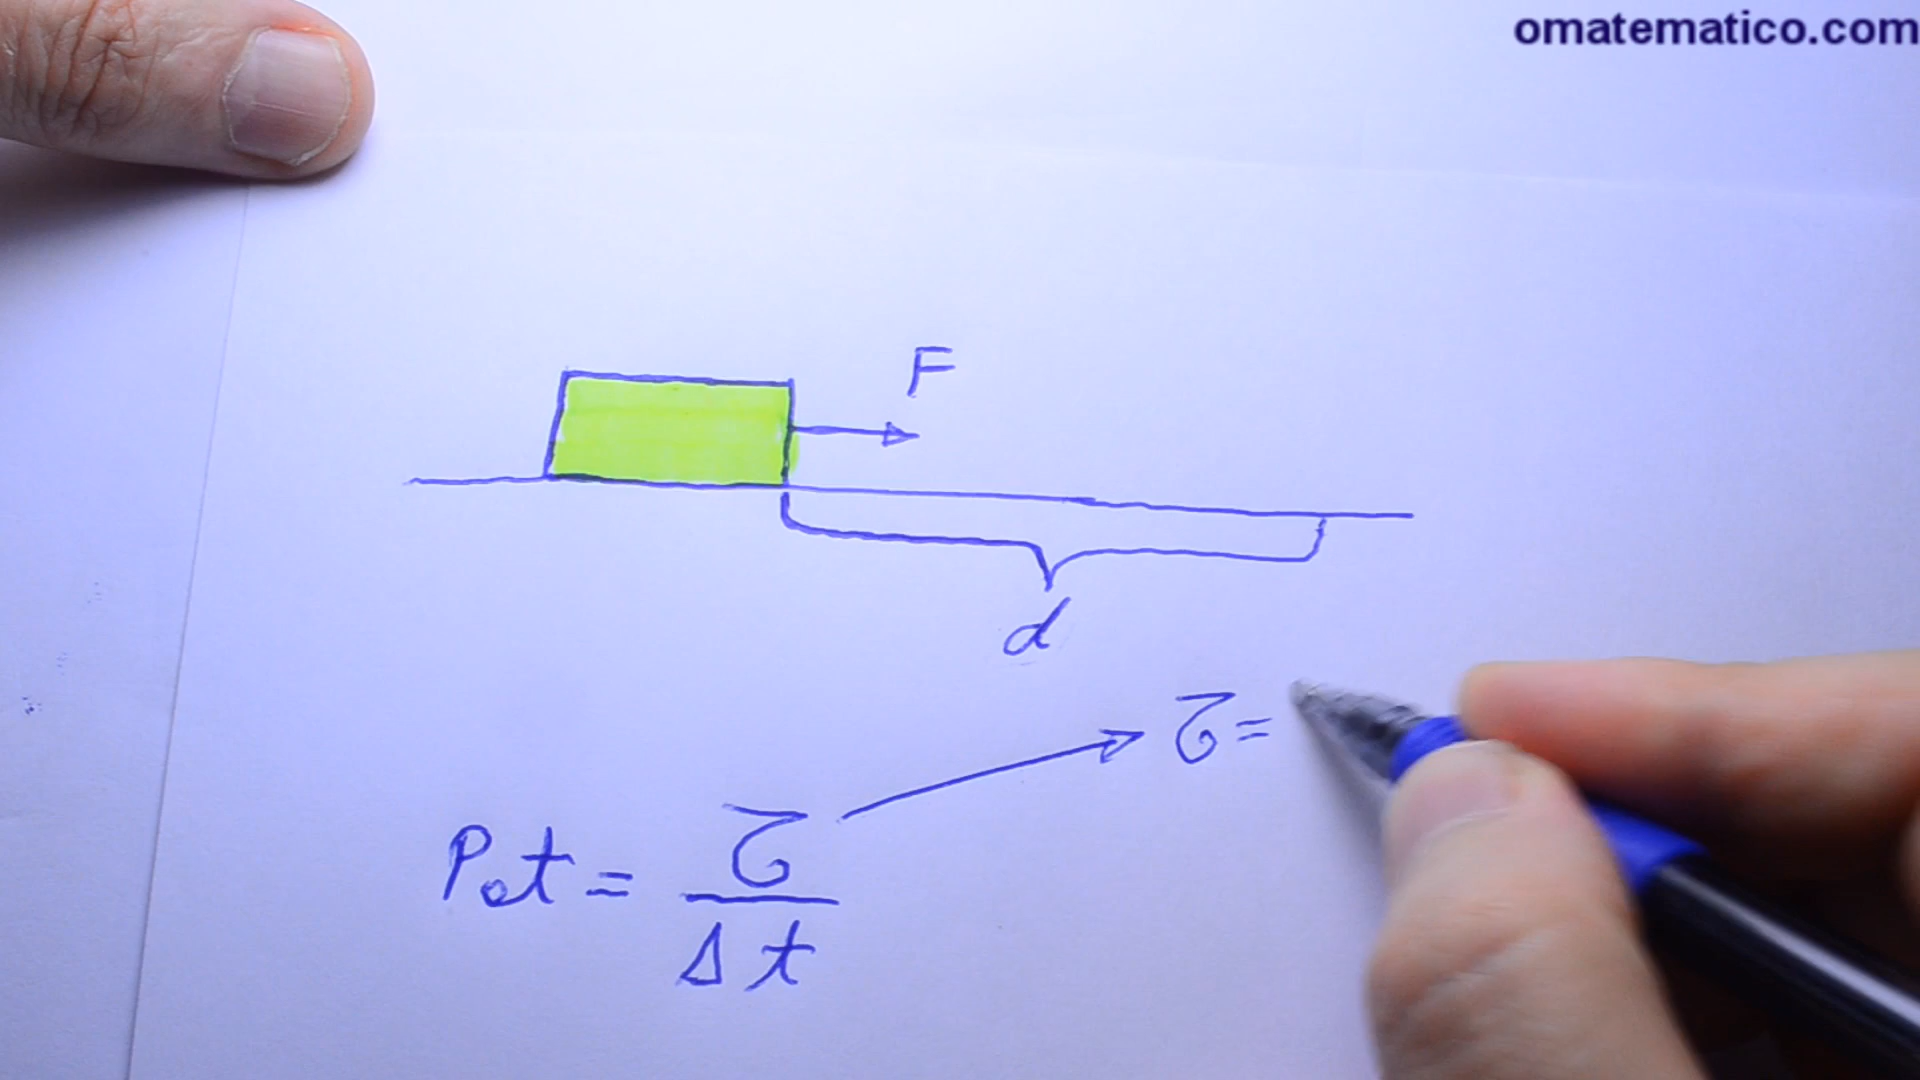 omatematico.com
F
d
τ =
Pot = τ / Δt